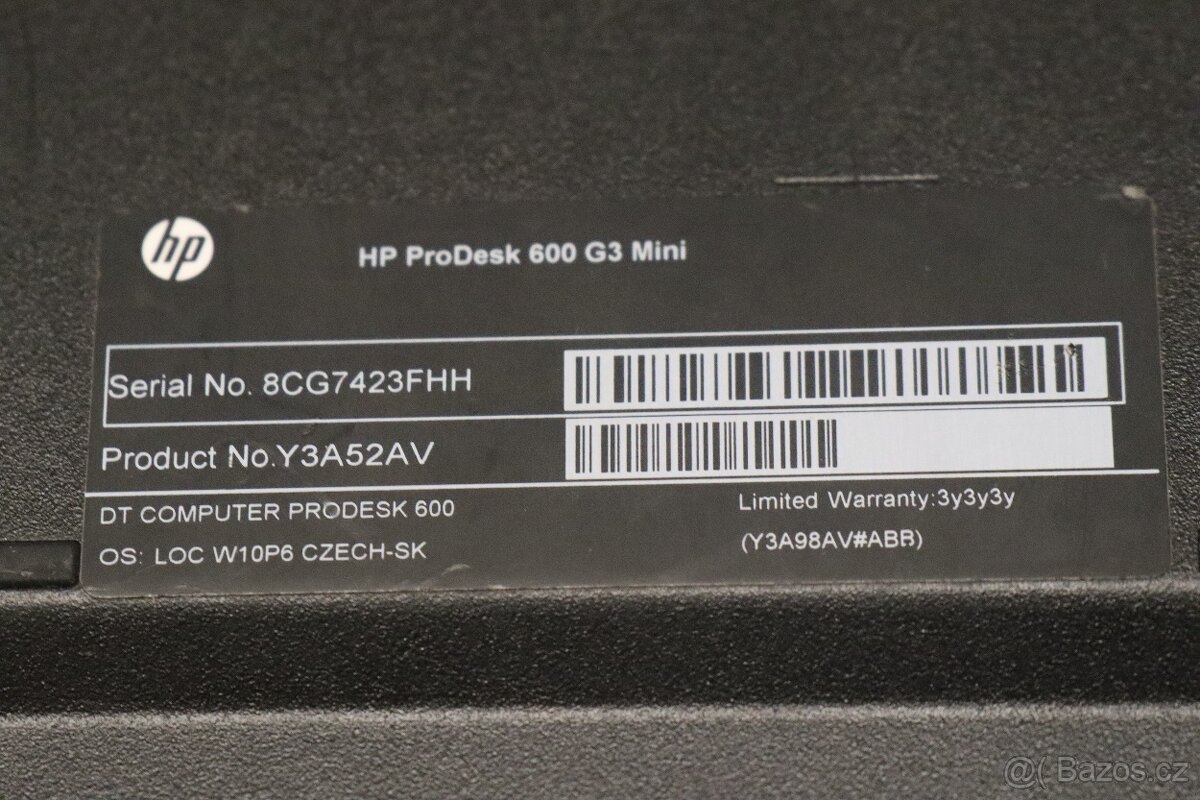 hp
HP ProDesk 600 G3 Mini
Serial No. 8CG7423FHH
Product No.Y3A52AV
DT COMPUTER PRODESK 600
Limited Warranty:3y3y3y
OS: LOC W10P6 CZECH-SK
(Y3A98AV#ABB)
@( Bazos.cz